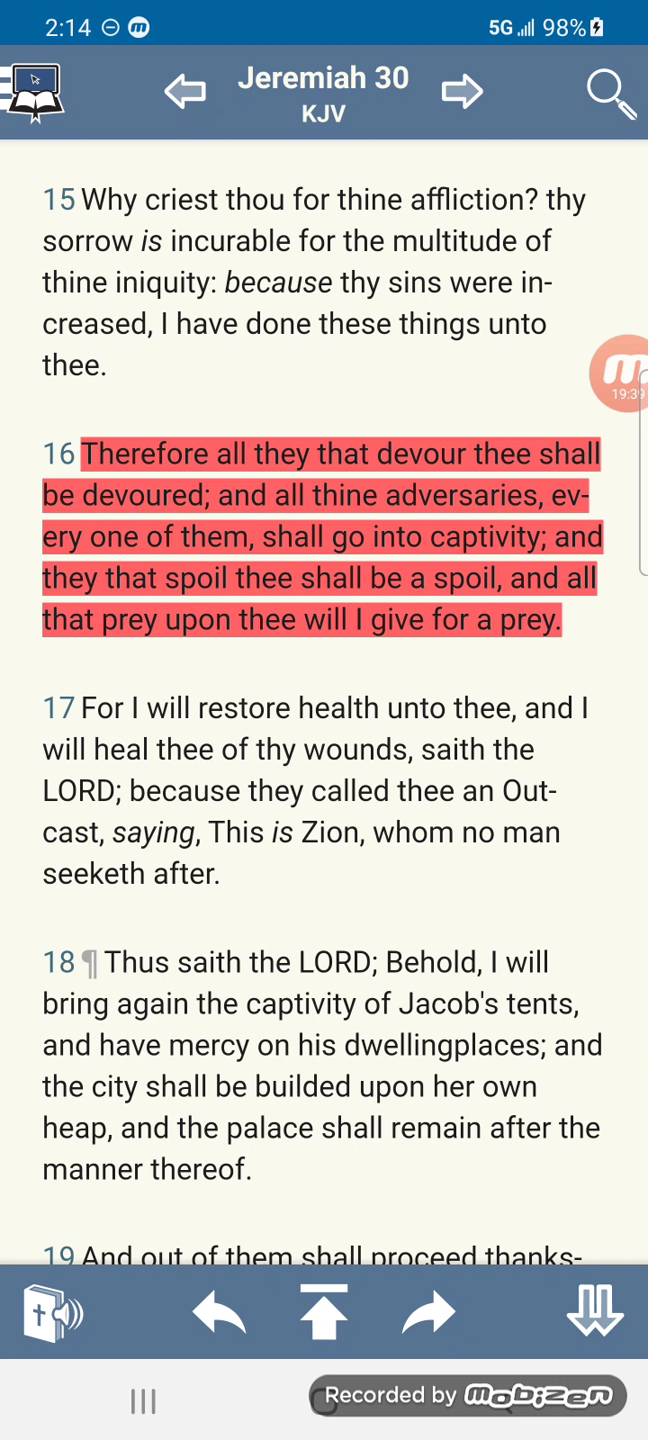 2:14
5G 98%
Jeremiah 30
KJV
15 Why criest thou for thine affliction? thy
sorrow is incurable for the multitude of
thine iniquity: because thy sins were in-
creased, I have done these things unto
thee.
19:39
16 Therefore all they that devour thee shall
be devoured; and all thine adversaries, ev-
ery one of them, shall go into captivity; and
they that spoil thee shall be a spoil, and all
that prey upon thee will I give for a prey.
17 For I will restore health unto thee, and I
will heal thee of thy wounds, saith the
LORD; because they called thee an Out-
cast, saying, This is Zion, whom no man
seeketh after.
18 ¶ Thus saith the LORD; Behold, I will
bring again the captivity of Jacob's tents,
and have mercy on his dwellingplaces; and
the city shall be builded upon her own
heap, and the palace shall remain after the
manner thereof.
19 And out of them shall proceed thanks-
Recorded by mobizen